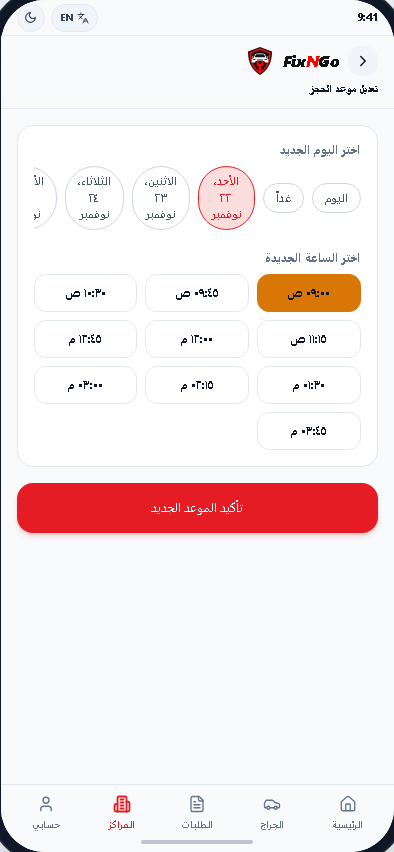 9:41
EN
FixNGo
تعديل موعد الحجز
اختر اليوم الجديد
اليوم
غداً
الأحد،
٢٢
نوفمبر
الاثنين،
٢٣
نوفمبر
الثلاثاء،
٢٤
نوفمبر
اختر الساعة الجديدة
٠٩:٠٠ ص
٠٩:٤٥ ص
١٠:٣٠ ص
١١:١٥ ص
١٢:٠٠ م
١٢:٤٥ م
٠١:٣٠ م
٠٢:١٥ م
٠٣:٠٠ م
٠٣:٤٥ م
تأكيد الموعد الجديد
الرئيسية
الجراج
الطلبات
المراكز
حسابي